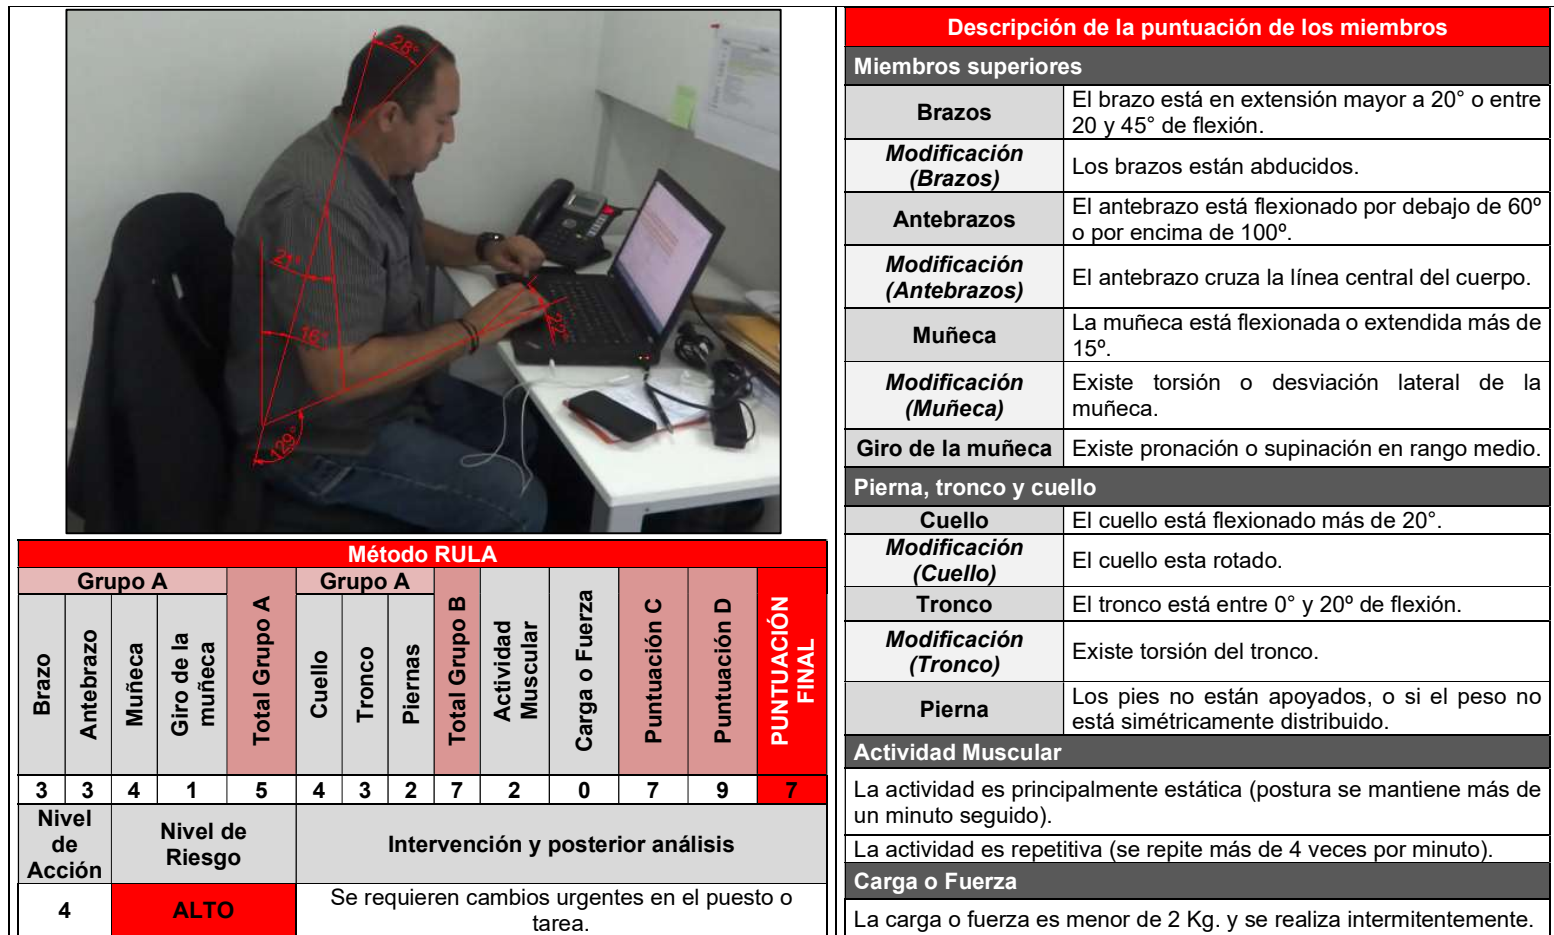 28°
21°
16°
22°
129°
Método RULA
Grupo A
Grupo A
Brazo
Antebrazo
Muñeca
Giro de la
muñeca
Total Grupo A
Cuello
Tronco
Piernas
Total Grupo B
Actividad
Muscular
Carga o Fuerza
Puntuación C
Puntuación D
PUNTUACIÓN
FINAL
3 3 4 1 5 4 3 2 7 2 0 7 9 7
Nivel
de
Acción
Nivel de
Riesgo
Intervención y posterior análisis
4
ALTO
Se requieren cambios urgentes en el puesto o
tarea.
Descripción de la puntuación de los miembros
Miembros superiores
Brazos
El brazo está en extensión mayor a 20° o entre
20 y 45° de flexión.
Modificación
(Brazos)
Los brazos están abducidos.
Antebrazos
El antebrazo está flexionado por debajo de 60º
o por encima de 100º.
Modificación
(Antebrazos)
El antebrazo cruza la línea central del cuerpo.
Muñeca
La muñeca está flexionada o extendida más de
15º.
Modificación
(Muñeca)
Existe torsión o desviación lateral de la
muñeca.
Giro de la muñeca
Existe pronación o supinación en rango medio.
Pierna, tronco y cuello
Cuello
El cuello está flexionado más de 20°.
Modificación
(Cuello)
El cuello esta rotado.
Tronco
El tronco está entre 0° y 20º de flexión.
Modificación
(Tronco)
Existe torsión del tronco.
Pierna
Los pies no están apoyados, o si el peso no
está simétricamente distribuido.
Actividad Muscular
La actividad es principalmente estática (postura se mantiene más de
un minuto seguido).
La actividad es repetitiva (se repite más de 4 veces por minuto).
Carga o Fuerza
La carga o fuerza es menor de 2 Kg. y se realiza intermitentemente.